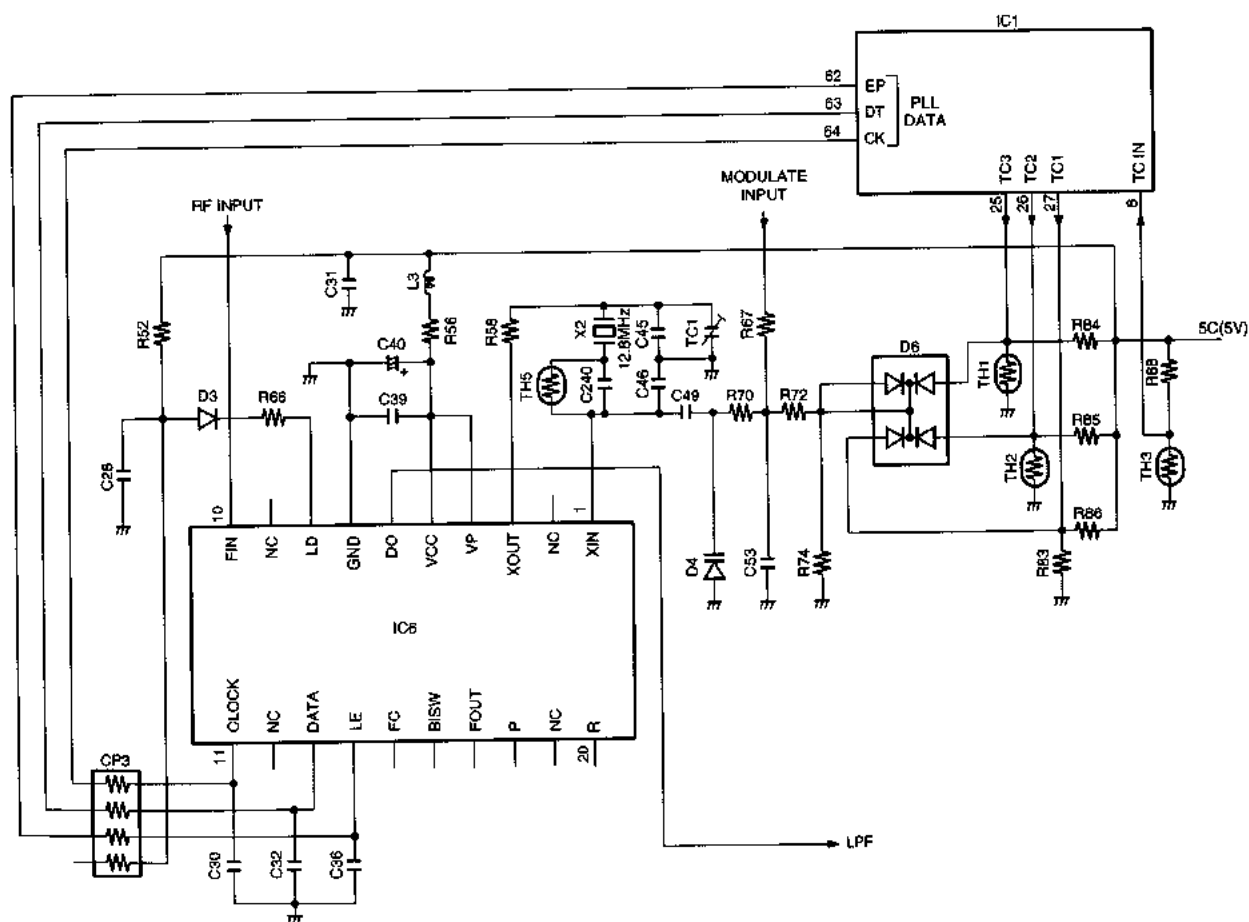 IC1
62 EP
63 DT
64 CK
PLL
DATA
TC3
TC2
TC1
TC IN
25
26
27
8
RF INPUT
MODULATE
INPUT
C31
L3
R52
R56
C40
+
R58
X2
12.8MHz
C45
TC1
R67
D6
R84
5C(5V)
R68
TH1
D3
R66
C39
TH5
C240
C46
C49
R70
R72
R85
TH2
TH3
R86
R83
C28
10
1
FIN
NC
LD
GND
DO
VCC
VP
XOUT
NC
XIN
D4
C53
R74
IC6
CLOCK
NC
DATA
LE
FC
BISW
FOUT
P
NC
R
11
20
CP3
C30
C32
C36
LPF